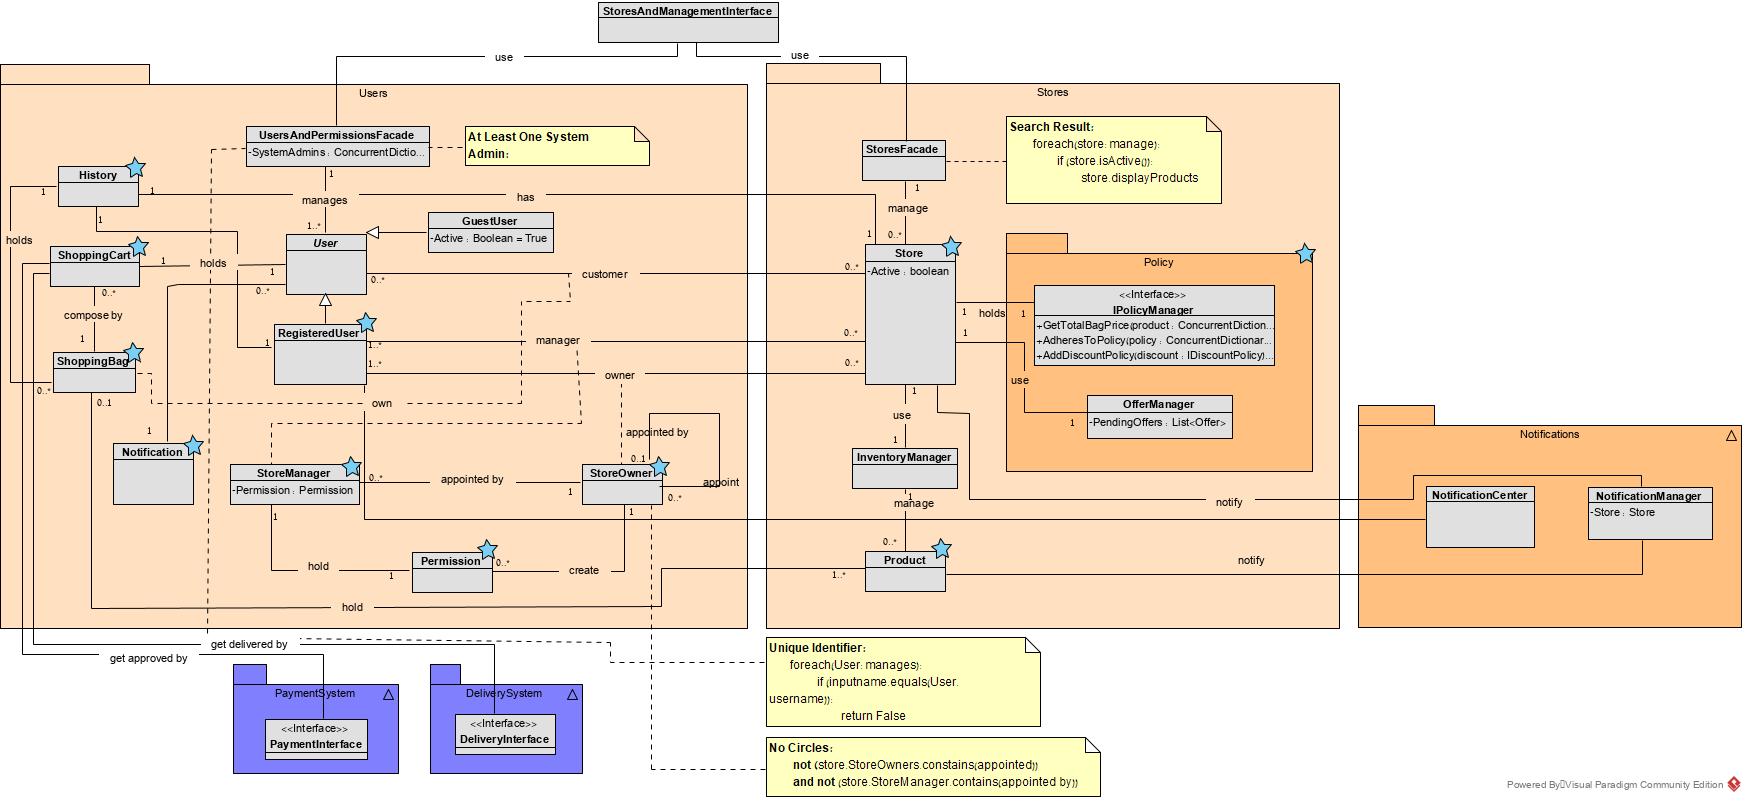 StoresAndManagementInterface
use
use
Users
UsersAndPermissionsFacade
-SystemAdmins : ConcurrentDictio...
At Least One System
Admin:
History
1
1
1
1
manages
1..*
has
1
holds
GuestUser
-Active : Boolean = True
User
ShoppingCart
1
holds
1
0..*
0..*
customer
0..*
0..*
compose by
1
ShoppingBag
0..*
0..1
RegisteredUser
1
1..*
1..*
manager
0..*
owner
0..*
own
1
Notification
StoreManager
-Permission : Permission
0..*
appointed by
1
StoreOwner
0..1
appointed by
appoint
0..*
1
1
hold
1
Permission
0..*
create
hold
1..*
get delivered by
get approved by
PaymentSystem
<<Interface>>
PaymentInterface
DeliverySystem
<<Interface>>
DeliveryInterface
Stores
StoresFacade
1
manage
0..*
Search Result:
foreach(store: manage):
if (store.isActive()):
store.displayProducts
Store
-Active : boolean
1
holds
1
1
use
1
Policy
<<Interface>>
IPolicyManager
+GetTotalBagPrice(product : ConcurrentDiction...
+AdheresToPolicy(policy : ConcurrentDictionar...
+AddDiscountPolicy(discount : IDiscountPolicy)...
OfferManager
-PendingOffers : List<Offer>
1
use
1
InventoryManager
1
manage
0..*
Product
Notifications
NotificationCenter
NotificationManager
-Store : Store
notify
notify
Unique Identifier:
foreach(User: manages):
if (inputname.equals(User.
username)):
return False
No Circles:
not (store.StoreOwners.constains(appointed))
and not (store.StoreManager.contains(appointed by))
Powered By Visual Paradigm Community Edition